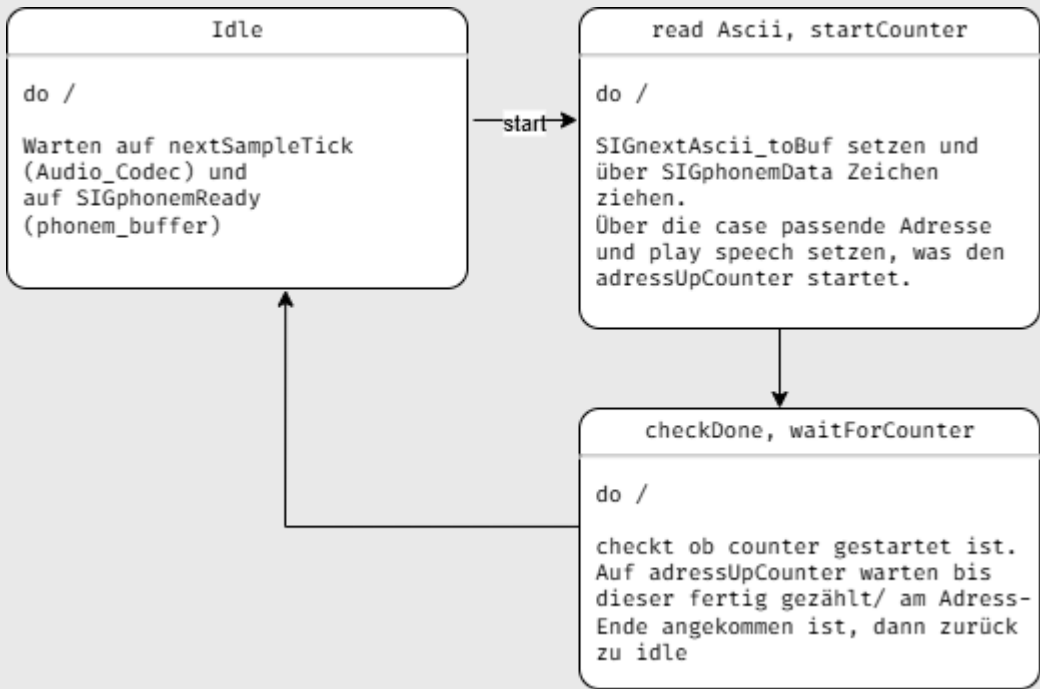 Idle
do /
Warten auf nextSampleTick
(Audio_Codec) und
auf SIGphonemReady
(phonem_buffer)
start
read Ascii, startCounter
do /
SIGnextAscii_toBuf setzen und
über SIGphonemData Zeichen
ziehen.
Über die case passende Adresse
und play speech setzen, was den
adressUpCounter startet.
checkDone, waitForCounter
do /
checkt ob counter gestartet ist.
Auf adressUpCounter warten bis
dieser fertig gezählt/ am Adress-
Ende angekommen ist, dann zurück
zu idle